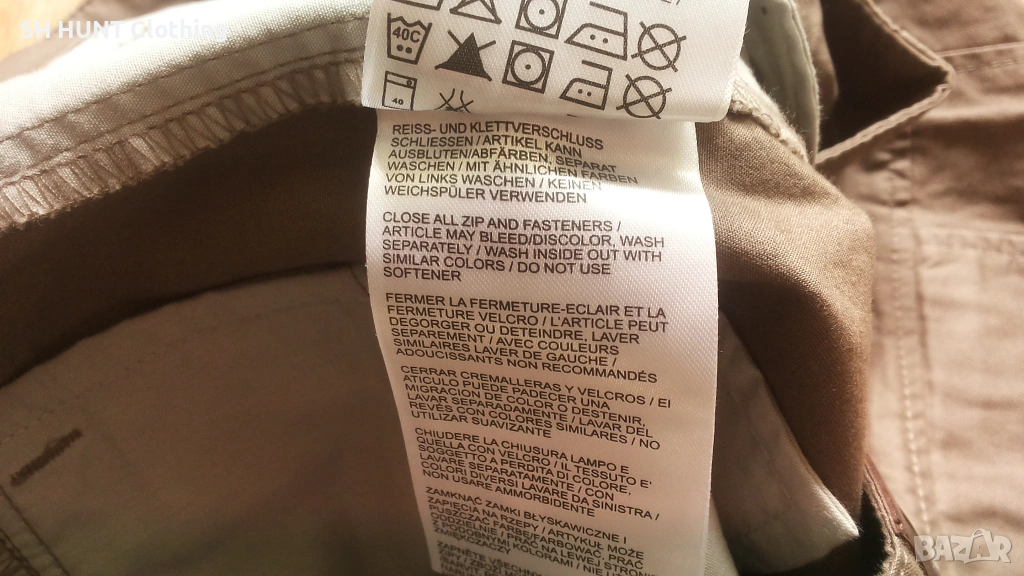 SH HUNT Clothing
40C
40
REISS- UND KLETTVERSCHLUSS
SCHLIESSEN / ARTIKEL KANN
AUSBLUTEN/ABFÄRBEN, SEPARAT
WASCHEN / MIT ÄHNLICHEN FARBEN
VON LINKS WASCHEN / KEINEN
WEICHSPÜLER VERWENDEN
CLOSE ALL ZIP AND FASTENERS /
ARTICLE MAY BLEED/DISCOLOR, WASH
SEPARATELY / WASH INSIDE OUT WITH
SIMILAR COLORS / DO NOT USE
SOFTENER
FERMER LA FERMETURE-ECLAIR ET LA
FERMETURE VELCRO / L'ARTICLE PEUT
DEGORGER OU DETEINDRE, LAVER
SEPAREMENT / AVEC COULEURS
SIMILAIRES LAVER DE GAUCHE /
ADOUCISSANTS NON RECOMMANDÉS
CERRAR CREMALLERAS Y VELCROS / EI
ARTICULO PUEDE PADECER UNA
MIGRACION DE COLOR O DESTENIR,
LAVAR SEPARADAMENTE / LAVAR DEL
REVÉS CON COLORES SIMILARES / NO
UTILIZAR SUAVIZANTE
CHIUDERE LA CHIUSURA LAMPO E
QUELLA CON VELCRO / IL TESSUTO E'
SOGGETTO A PERDITA DI COLORE,
LAVARE SEPARATAMENTE / CON
COLORI DIVERSI LAVARE DA SINISTRA /
NON USARE AMMORBIDENTE
ZAMKNĄĆ ZAMKI BŁYSKAWICZNE I
ZAPIĘCIA NA RZEPY / ARTYKUŁ MOŻE
PUSZCZAĆ FARBĘ/FARBOWAĆ, PRAĆ
KOLORAMI / NIE
ZAPNĚTE VŠECHNY
BAZAR